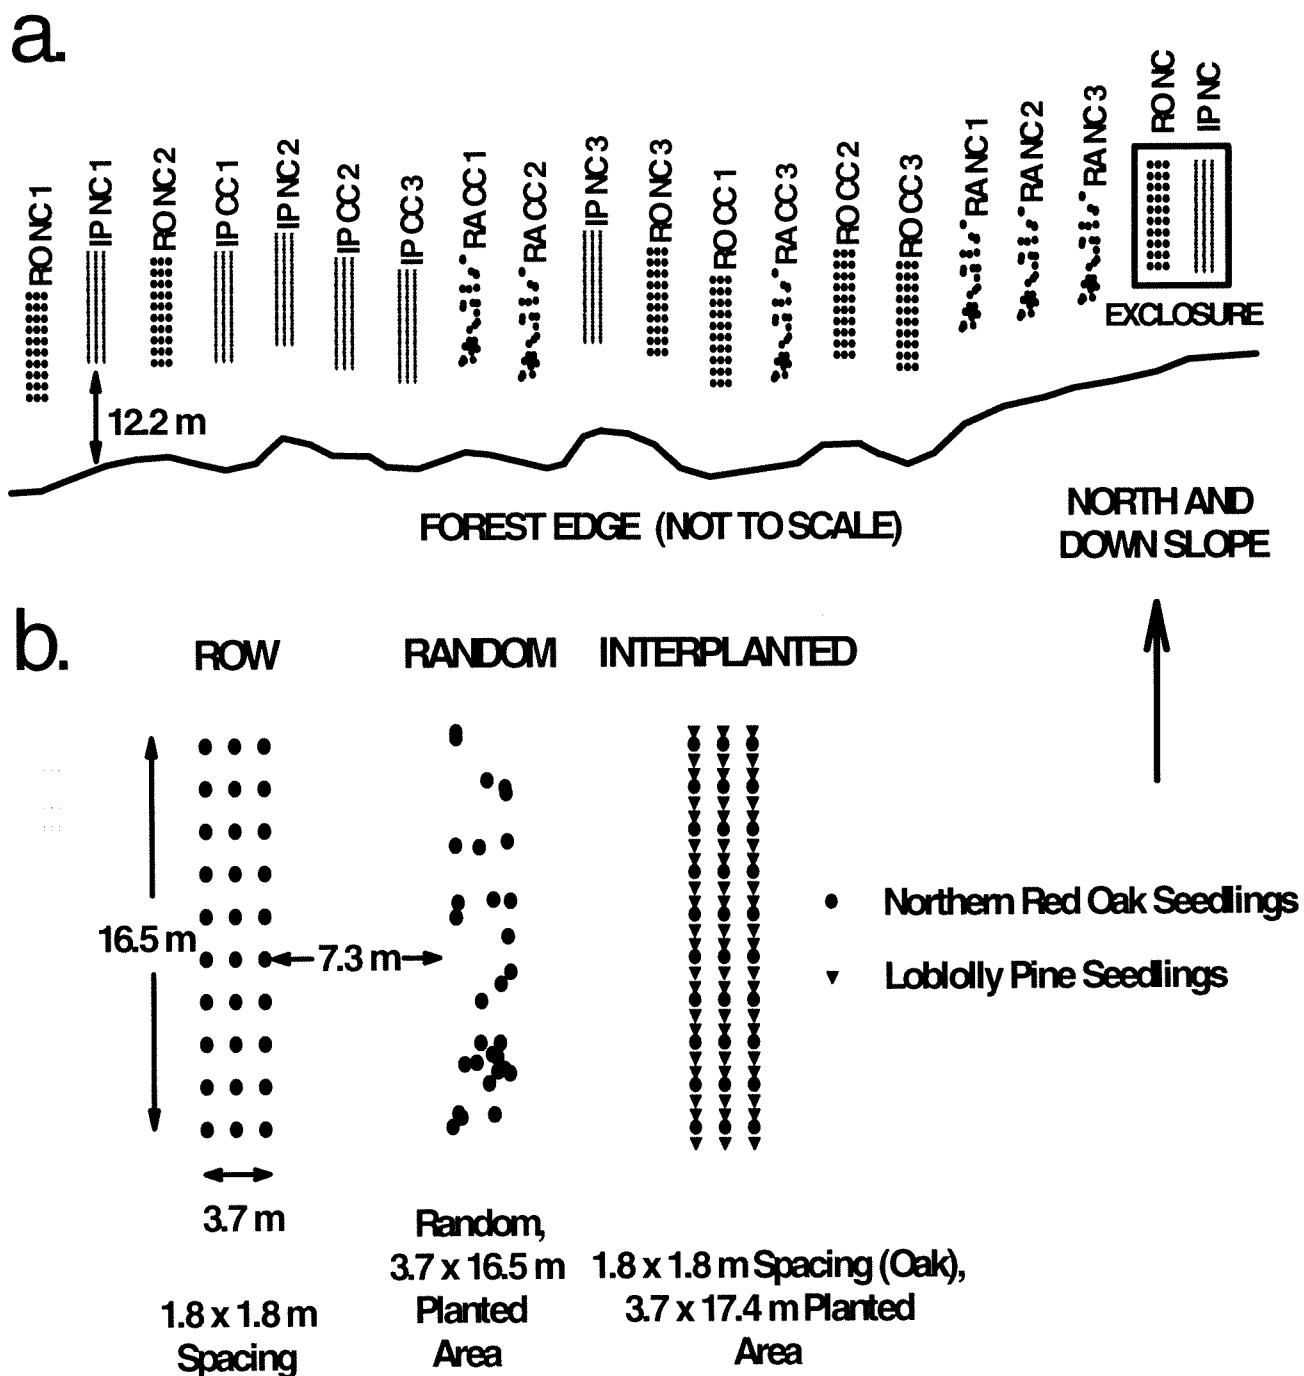 a.
RO NC 1
IP NC 1
RO NC 2
IP CC 1
IP NC 2
IP CC 2
IP CC 3
RA CC 1
RA CC 2
IP NC 3
RO NC 3
RO CC 1
RA CC 3
RO CC 2
RO CC 3
RA NC 1
RA NC 2
RA NC 3
RO NC
IP NC
EXCLOSURE
12.2 m
FOREST EDGE (NOT TO SCALE)
NORTH AND
DOWN SLOPE
b.
ROW
RANDOM
INTERPLANTED
16.5 m
7.3 m
Northern Red Oak Seedlings
Loblolly Pine Seedlings
3.7 m
1.8 x 1.8 m
Spacing
Random,
3.7 x 16.5 m
Planted
Area
1.8 x 1.8 m Spacing (Oak),
3.7 x 17.4 m Planted
Area